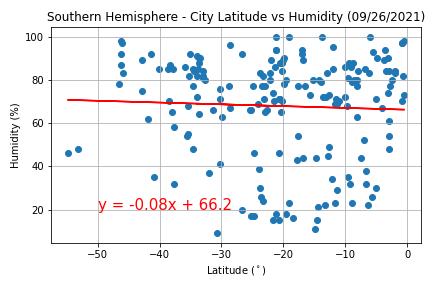 Southern Hemisphere - City Latitude vs Humidity (09/26/2021)
100
80
60
40
20
Humidity (%)
y = -0.08x + 66.2
−50
−40
−30
−20
−10
0
Latitude (°)